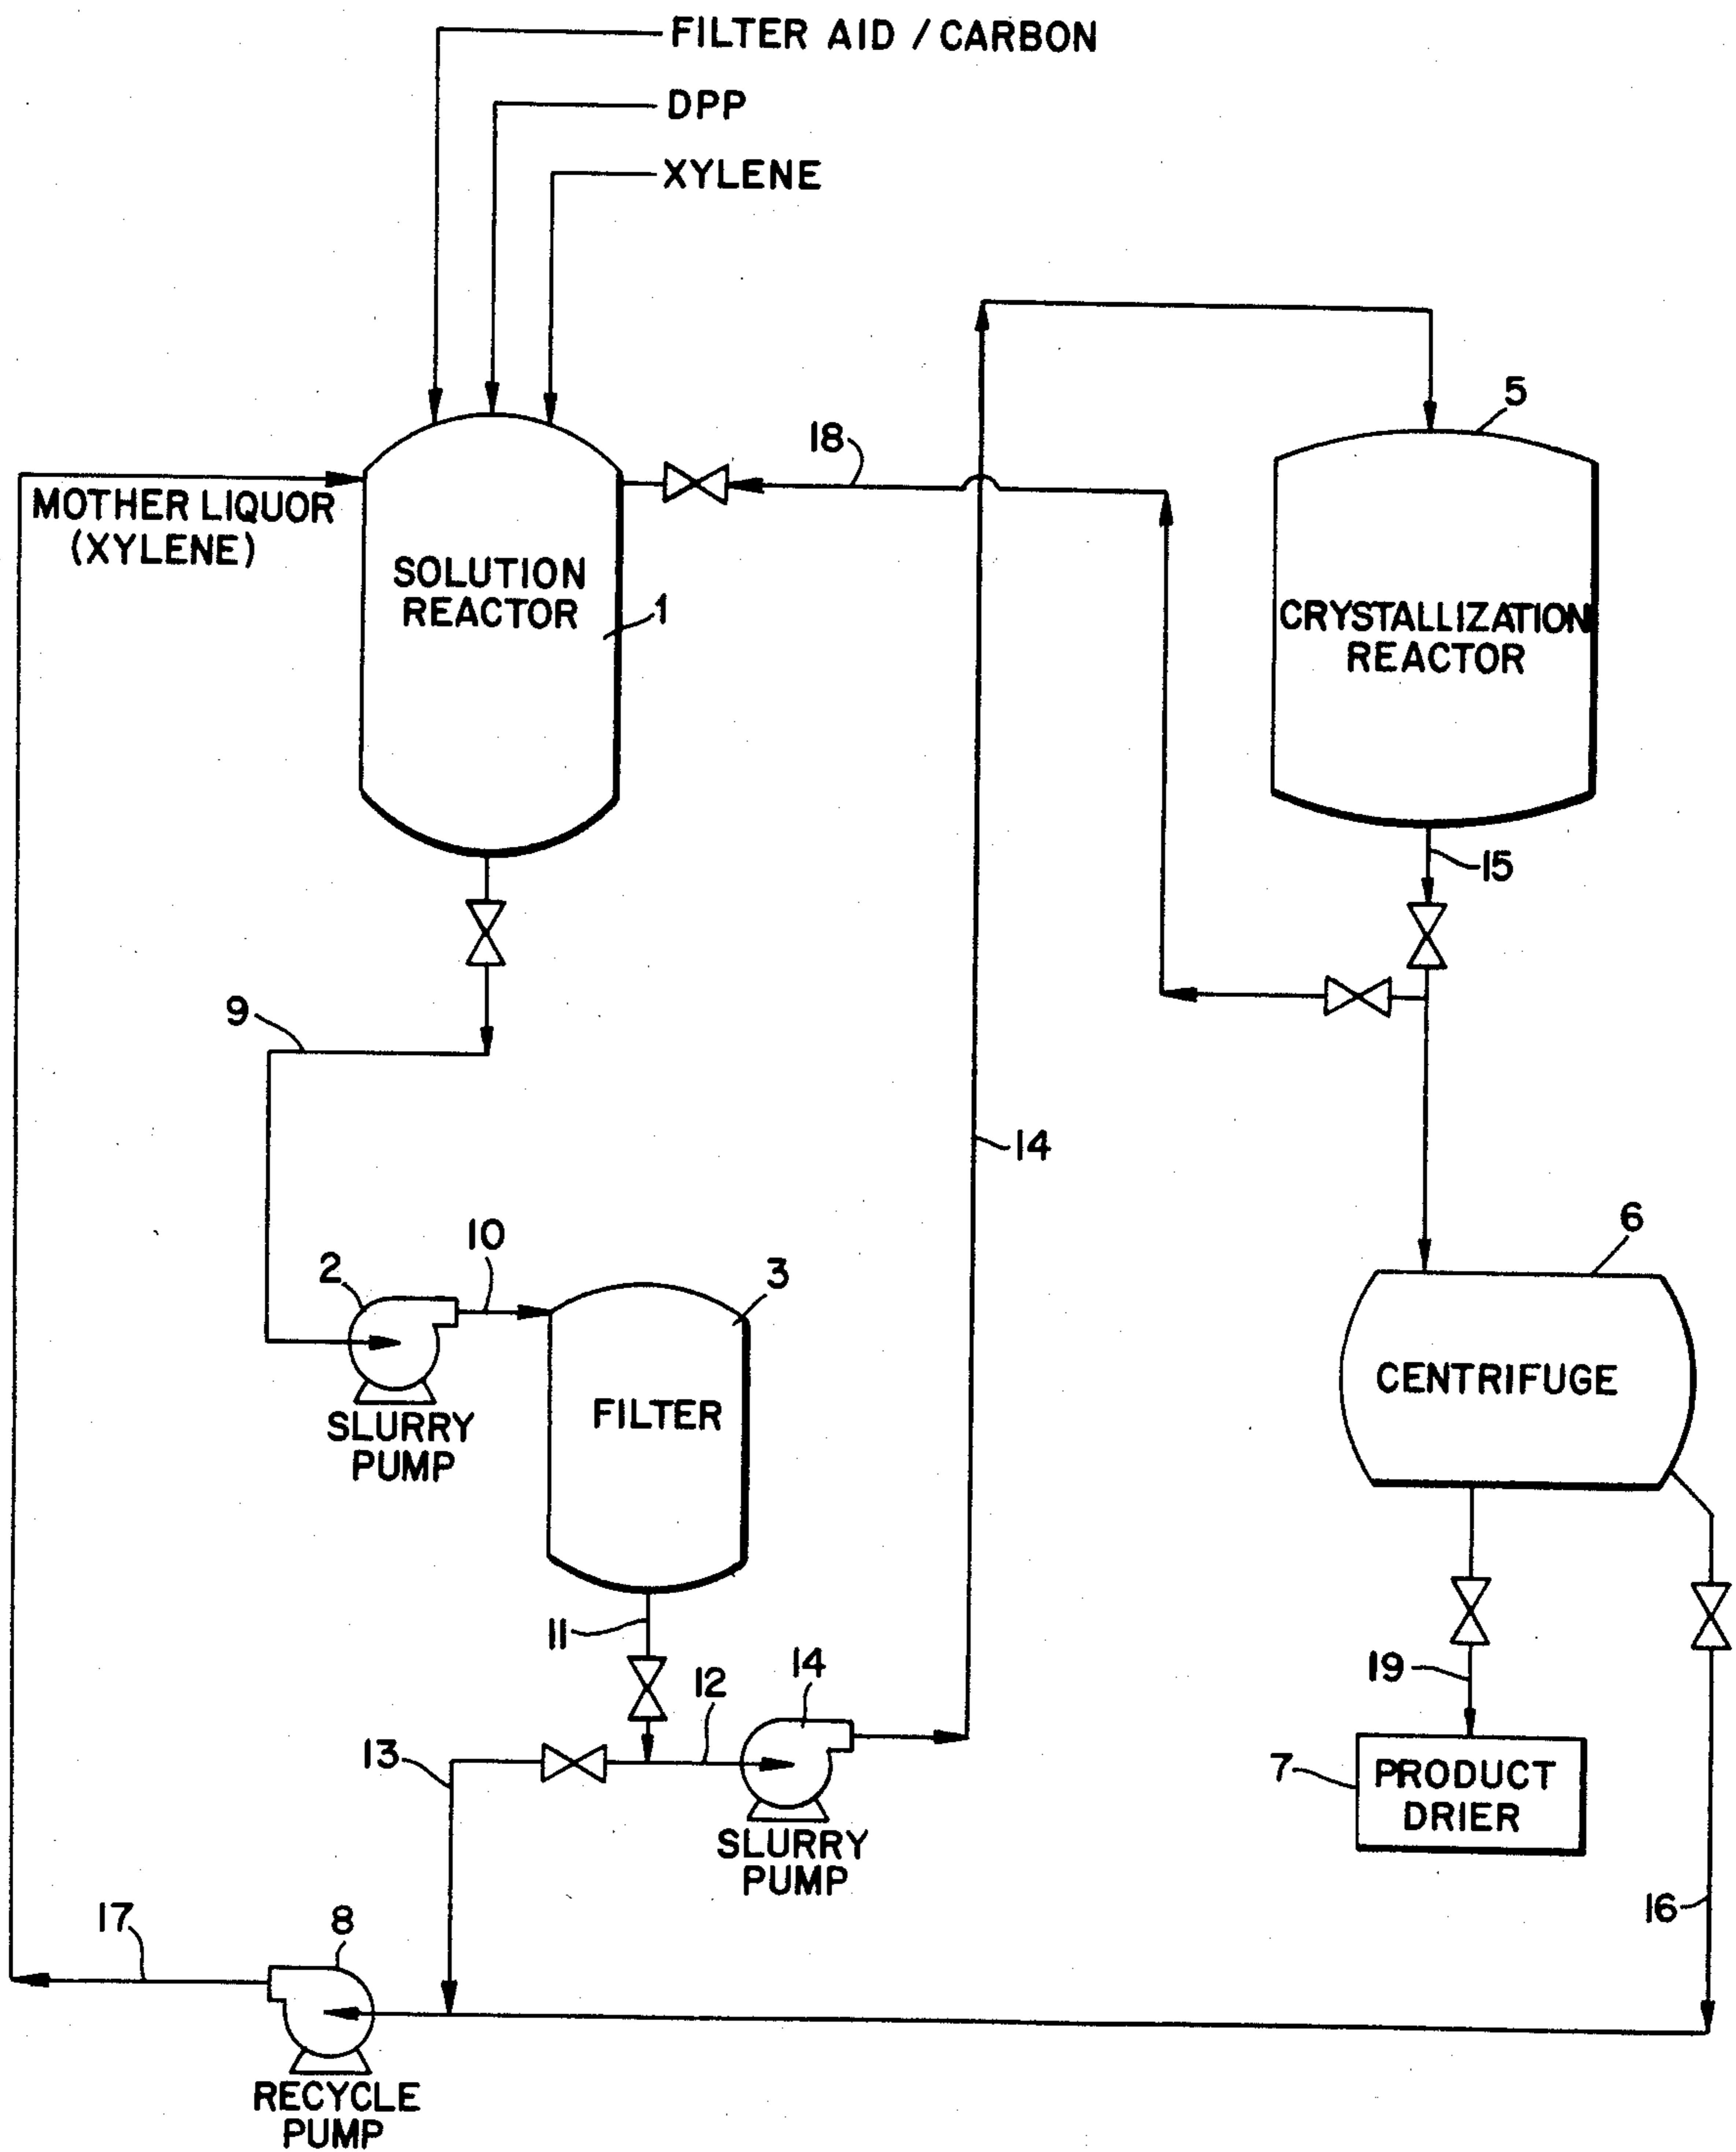 FILTER AID / CARBON
DPP
XYLENE
5
18
MOTHER LIQUOR
(XYLENE)
SOLUTION
REACTOR
1
CRYSTALLIZATION
REACTOR
15
9
14
6
10
2
3
CENTRIFUGE
FILTER
SLURRY
PUMP
11
12
14
19
13
7
PRODUCT
DRIER
SLURRY
PUMP
16
17
8
RECYCLE
PUMP